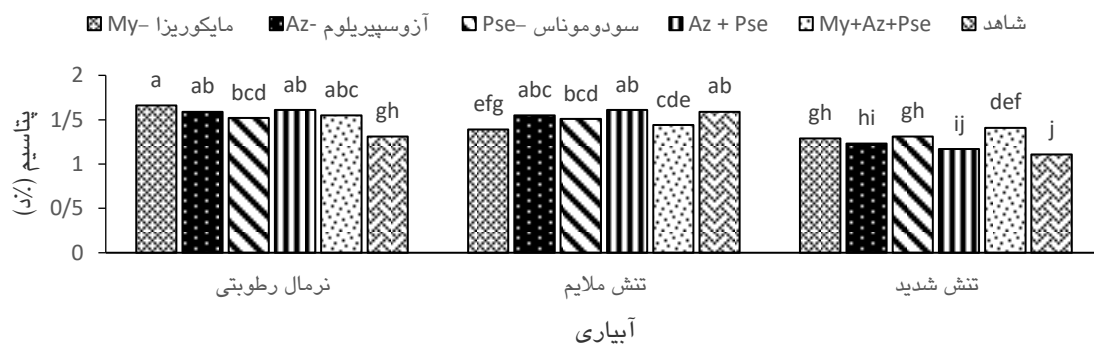 My– مایکوریزا Az- آزوسپیریلوم Pse– سودوموناس Az + Pse My+Az+Pse شاهد
پتاسیم (%د)
2
1/5
1
0/5
0
a ab bcd ab abc gh
efg abc bcd ab cde ab
gh hi gh ij def j
نرمال رطوبتی تنش ملایم تنش شدید
آبیاری